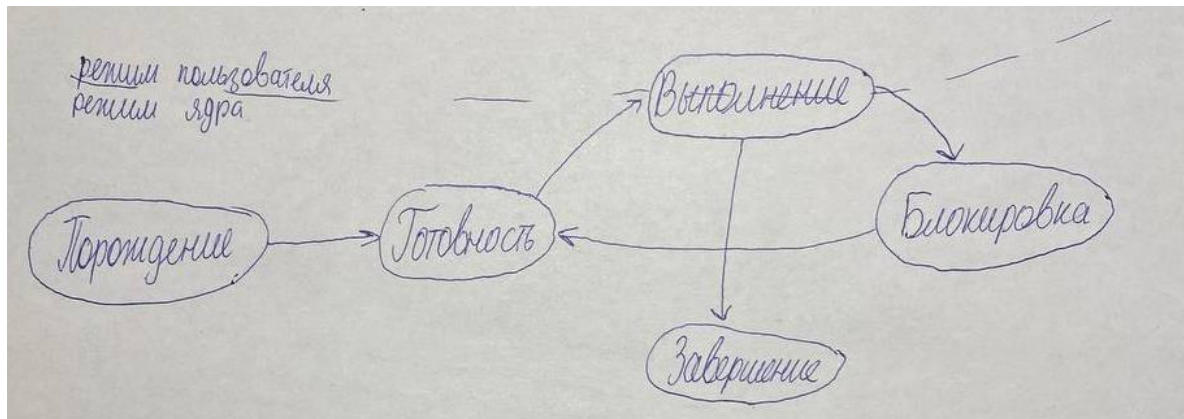 режим пользователя
режим ядра
Выполнение
Порождение
Готовность
Блокировка
Завершение